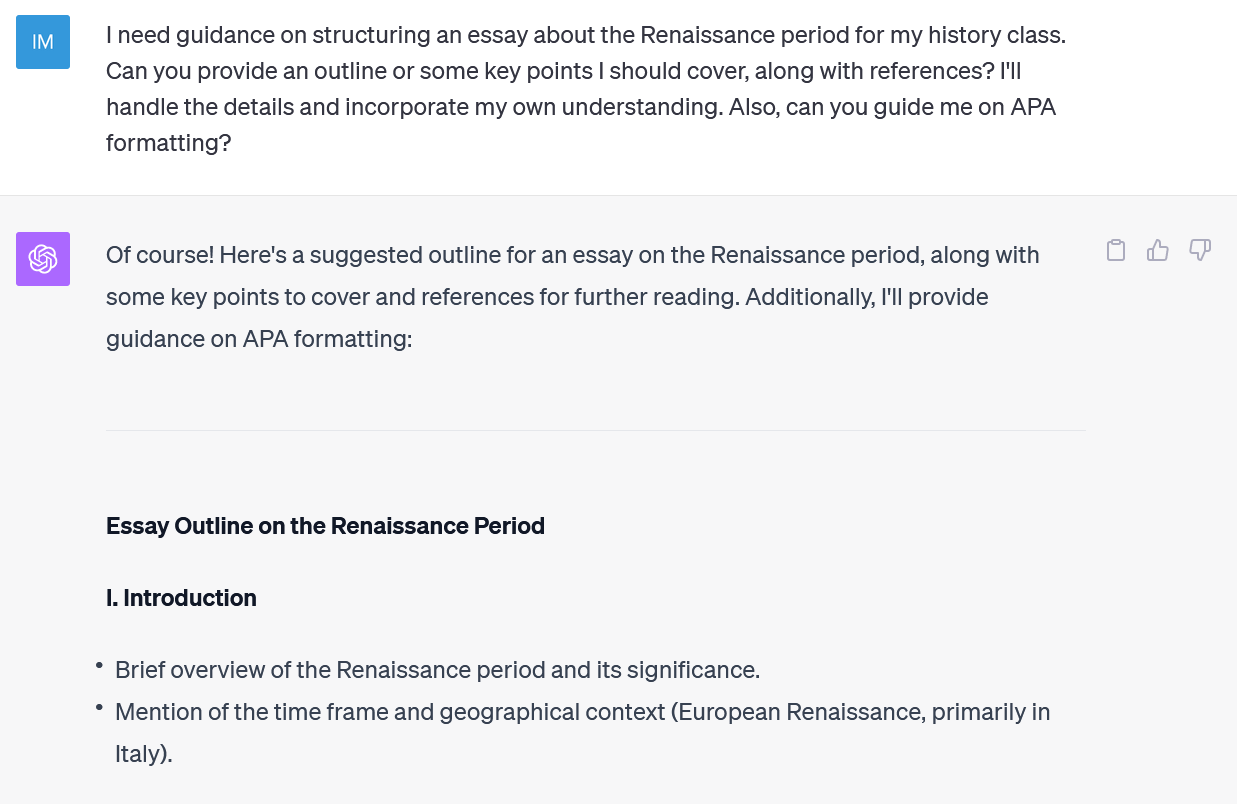 IM
I need guidance on structuring an essay about the Renaissance period for my history class.
Can you provide an outline or some key points I should cover, along with references? I'll
handle the details and incorporate my own understanding. Also, can you guide me on APA
formatting?
Of course! Here's a suggested outline for an essay on the Renaissance period, along with
some key points to cover and references for further reading. Additionally, I'll provide
guidance on APA formatting:
Essay Outline on the Renaissance Period
I. Introduction
• Brief overview of the Renaissance period and its significance.
• Mention of the time frame and geographical context (European Renaissance, primarily in
Italy).